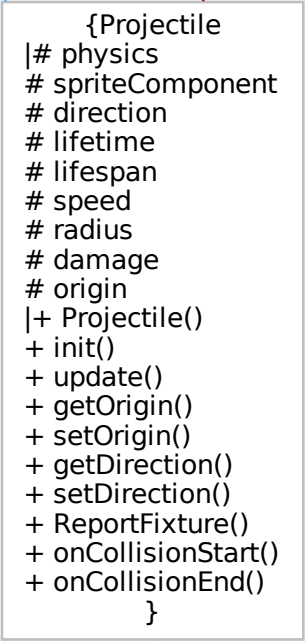 {Projectile
|# physics
# spriteComponent
# direction
# lifetime
# lifespan
# speed
# radius
# damage
# origin
|+ Projectile()
+ init()
+ update()
+ getOrigin()
+ setOrigin()
+ getDirection()
+ setDirection()
+ ReportFixture()
+ onCollisionStart()
+ onCollisionEnd()
}